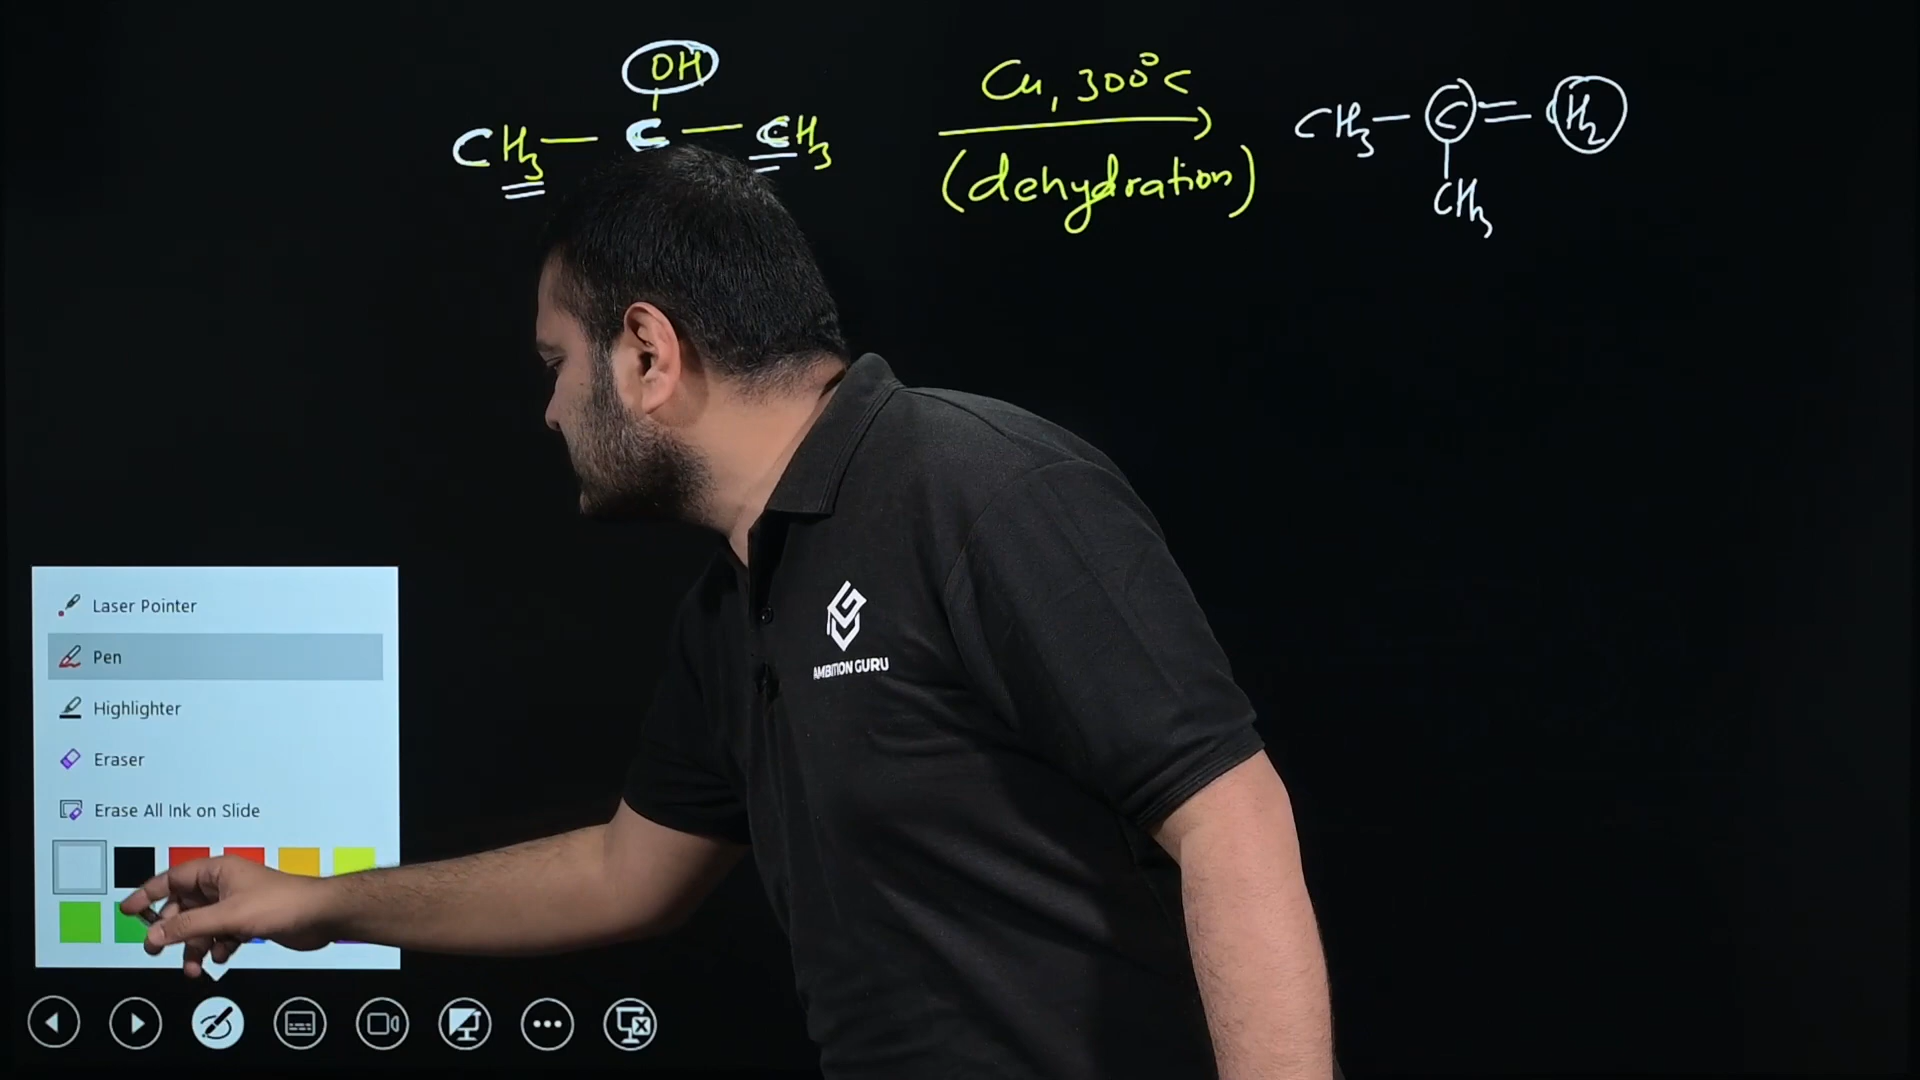 OH
CH3 — C — CH3
Cu, 300°C
(dehydration)
CH3 — C = H2
CH3
AMBITION GURU
Laser Pointer
Pen
Highlighter
Eraser
Erase All Ink on Slide